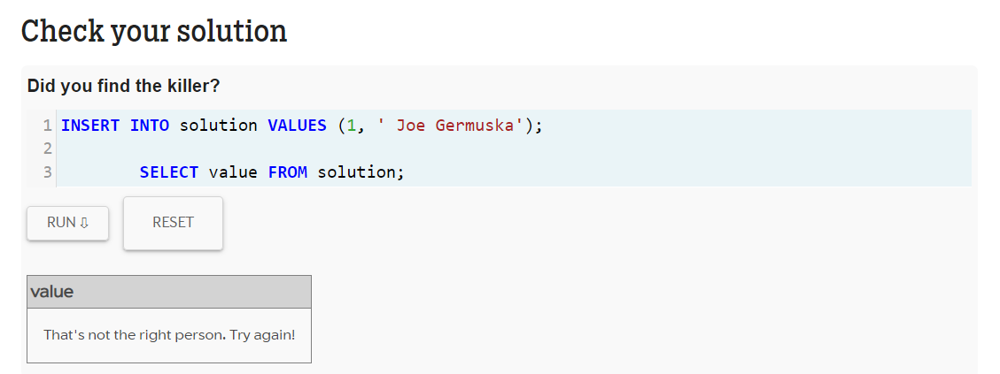 Check your solution
Did you find the killer?
1 INSERT INTO solution VALUES (1, ' Joe Germuska');
2
3 SELECT value FROM solution;
RUN ⇩ RESET
value
That's not the right person. Try again!